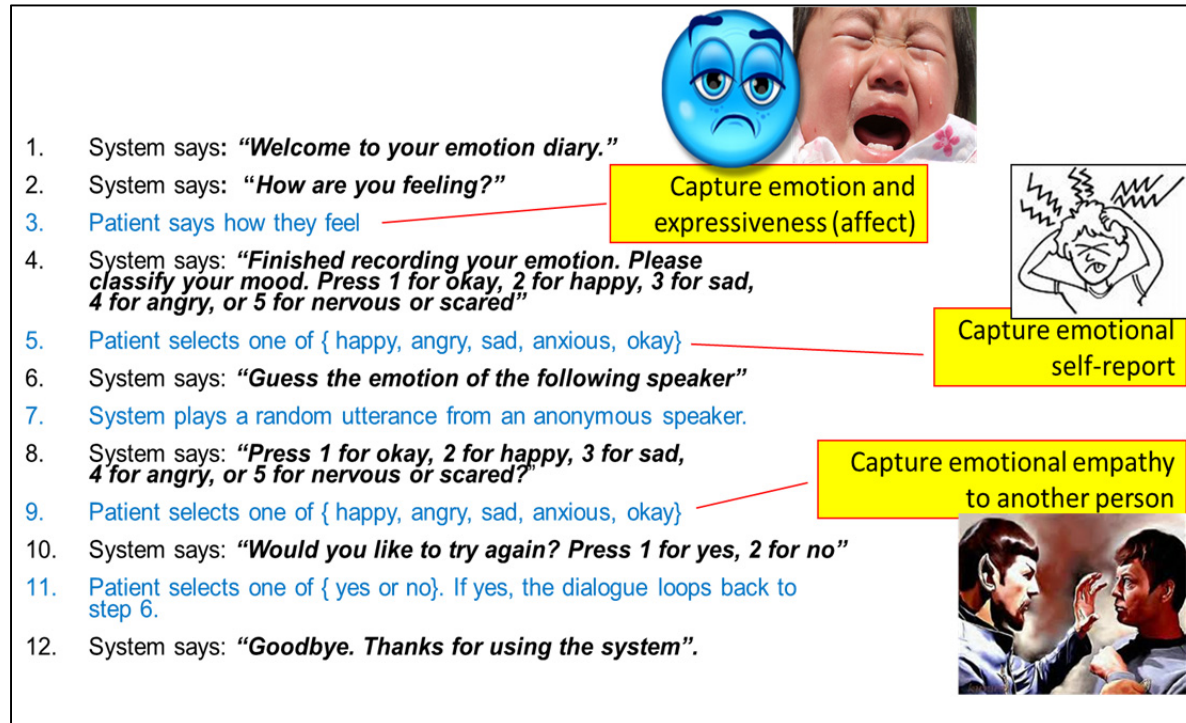 1. System says: “Welcome to your emotion diary.”
2. System says: “How are you feeling?”
3. Patient says how they feel
Capture emotion and
expressiveness (affect)
4. System says: “Finished recording your emotion. Please
classify your mood. Press 1 for okay, 2 for happy, 3 for sad,
4 for angry, or 5 for nervous or scared”
5. Patient selects one of { happy, angry, sad, anxious, okay}
Capture emotional
self-report
6. System says: “Guess the emotion of the following speaker”
7. System plays a random utterance from an anonymous speaker.
8. System says: “Press 1 for okay, 2 for happy, 3 for sad,
4 for angry, or 5 for nervous or scared?”
9. Patient selects one of { happy, angry, sad, anxious, okay}
Capture emotional empathy
to another person
10. System says: “Would you like to try again? Press 1 for yes, 2 for no”
11. Patient selects one of { yes or no}. If yes, the dialogue loops back to
step 6.
12. System says: “Goodbye. Thanks for using the system”.